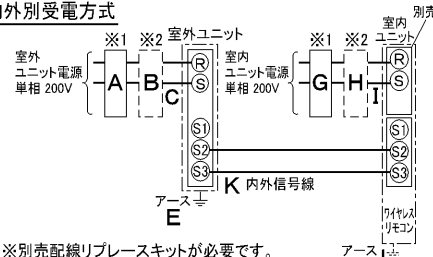 外別受電方式
別売
※1 ※2 室外ユニット ※1 ※2 室内ユニット
室外ユニット電源 単相 200V
A B C R S
室内ユニット電源 単相 200V
G H I R S
S1 S1
S2 S2
S3 S3
K 内外信号線
アース E
ワイヤレスリモコン
※別売配線リプレースキットが必要です。
アース